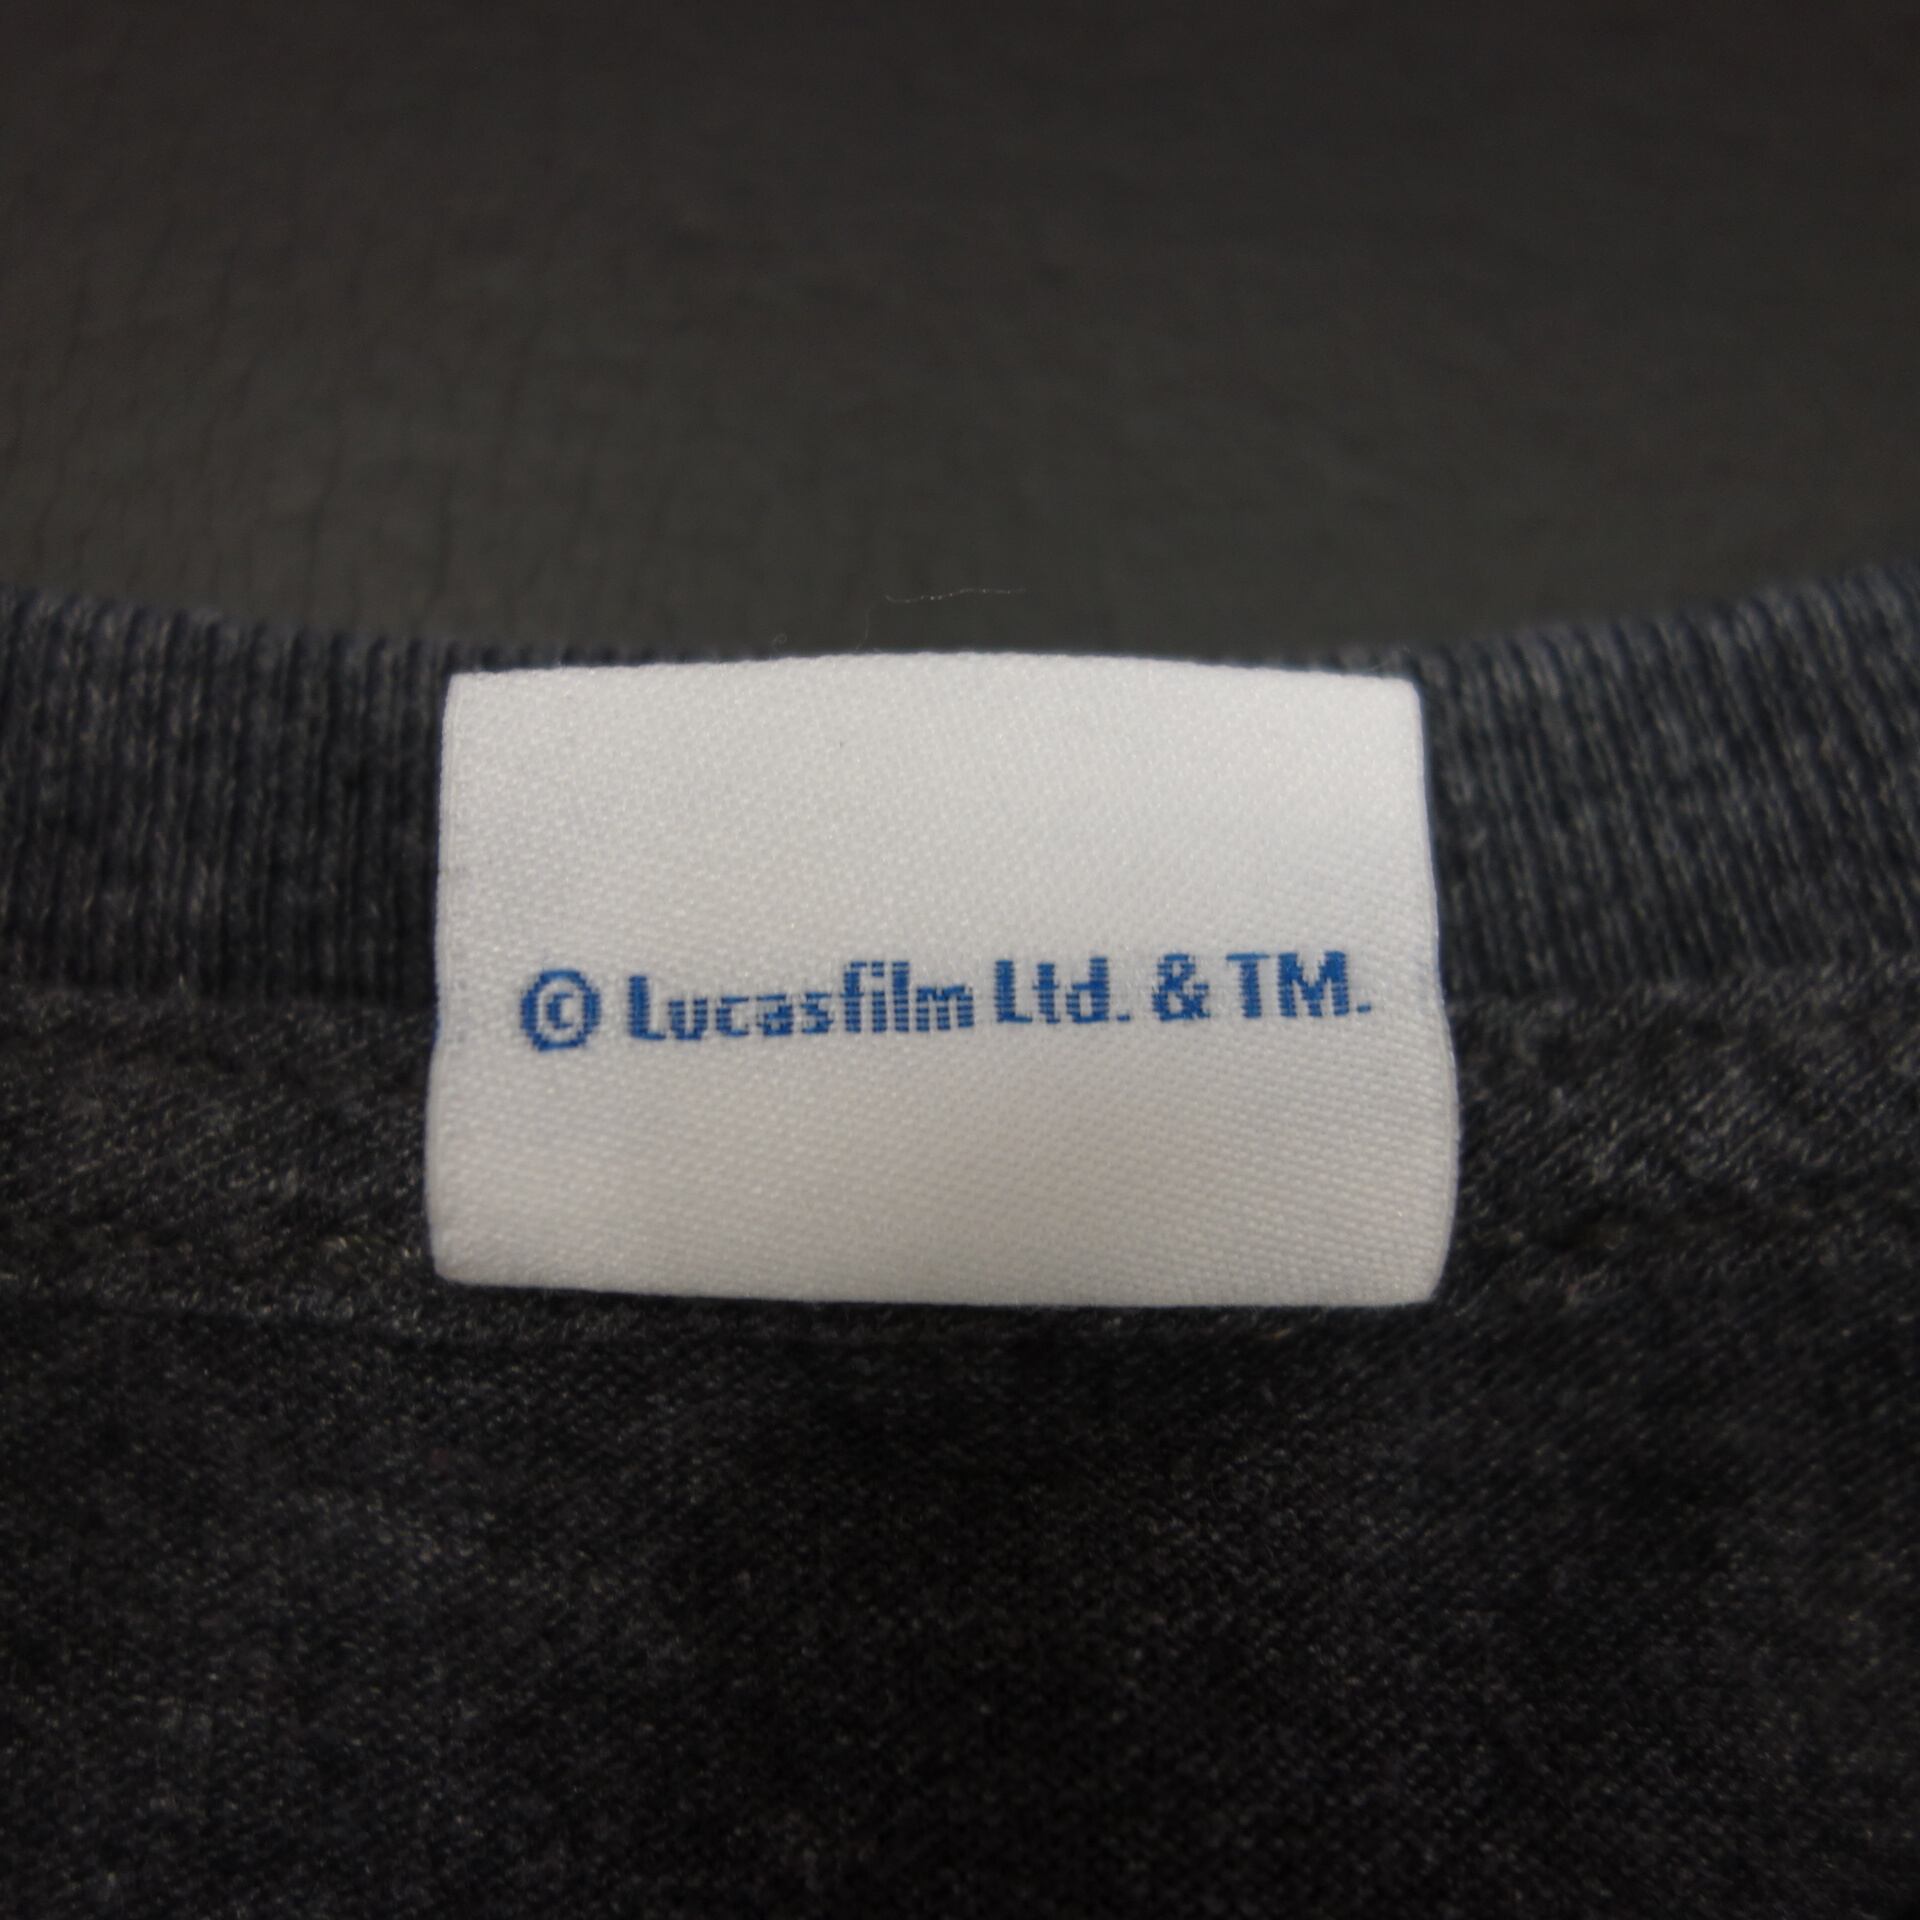 © Lucasfilm Ltd. & TM.